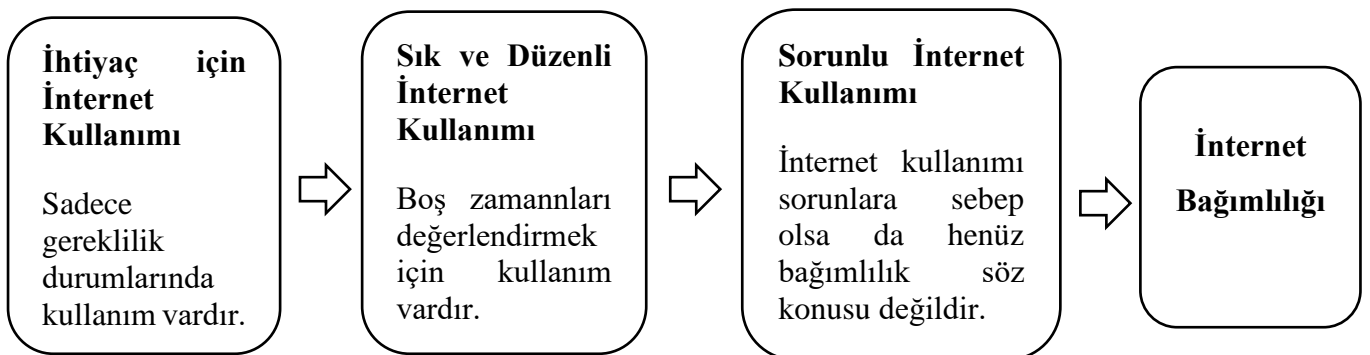 İhtiyaç için
İnternet
Kullanımı
Sadece
gereklilik
durumlarında
kullanım vardır.
Sık ve Düzenli
İnternet
Kullanımı
Boş zamannları
değerlendirmek
için kullanım
vardır.
Sorunlu İnternet
Kullanımı
İnternet kullanımı
sorunlara sebep
olsa da henüz
bağımlılık söz
konusu değildir.
İnternet
Bağımlılığı